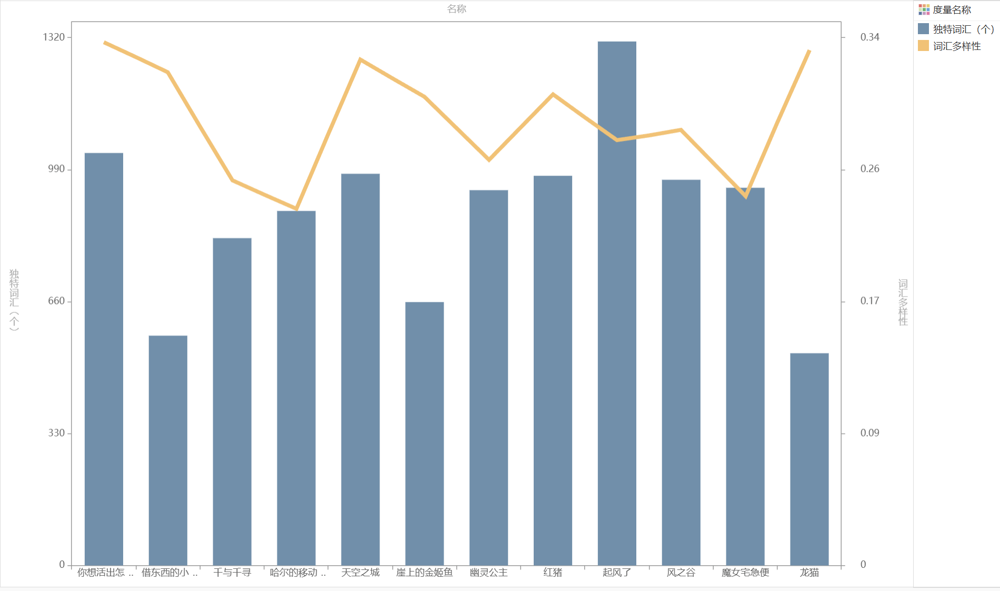 名称
度量名称
独特词汇（个）
词汇多样性
1320
990
660
330
0
独特词汇（个）
0.34
0.26
0.17
0.09
0
词汇多样性
你想活出怎 ..
借东西的小 ..
千与千寻
哈尔的移动 ..
天空之城
崖上的金姬鱼
幽灵公主
红猪
起风了
风之谷
魔女宅急便
龙猫